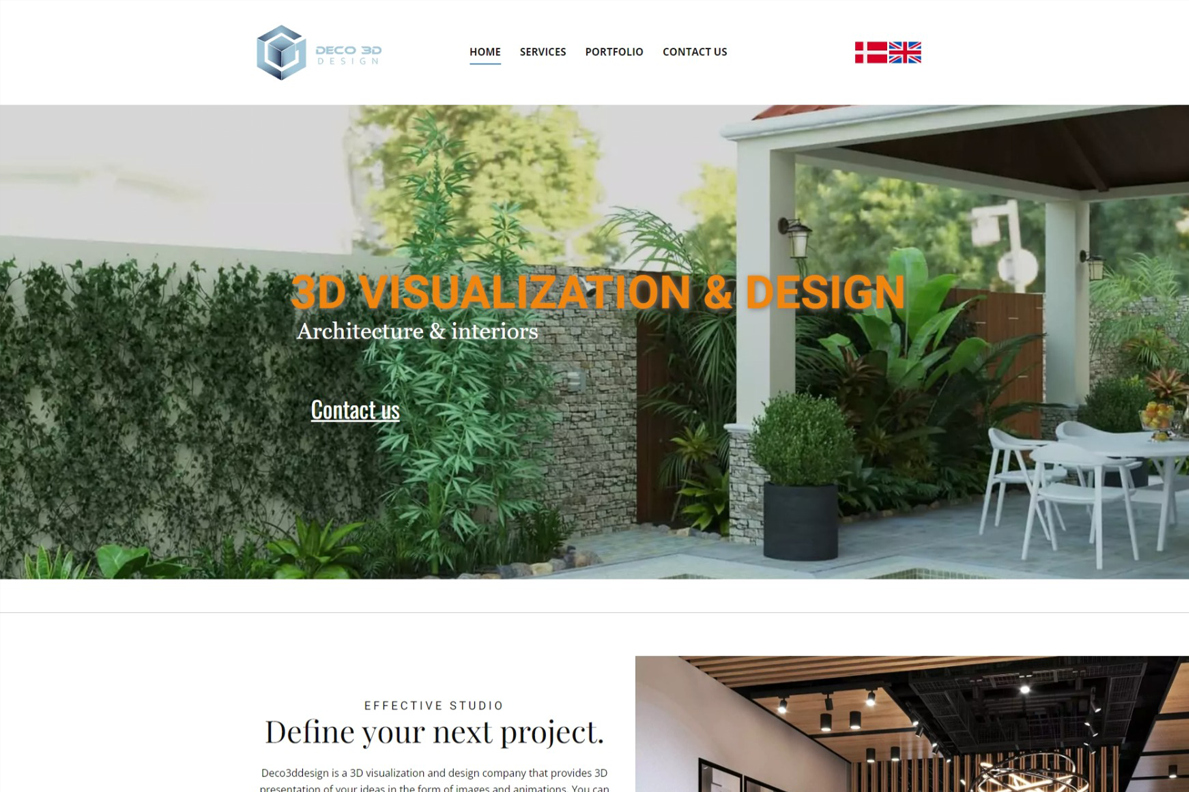 DECO 3D
DESIGN
HOME SERVICES PORTFOLIO CONTACT US
3D VISUALIZATION & DESIGN
Architecture & interiors
Contact us
EFFECTIVE STUDIO
Define your next project.
Deco3ddesign is a 3D visualization and design company that provides 3D
presentation of your ideas in the form of images and animations. You can